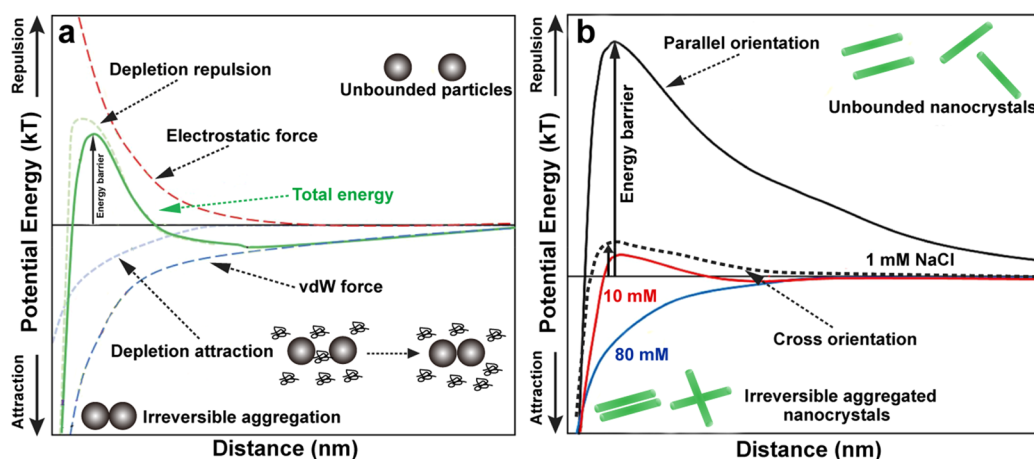 a
Repulsion
Potential Energy (kT)
Attraction
Depletion repulsion
Unbounded particles
Electrostatic force
Energy barrier
Total energy
vdW force
Depletion attraction
Irreversible aggregation
Distance (nm)
b
Repulsion
Potential Energy (kT)
Attraction
Parallel orientation
Unbounded nanocrystals
Energy barrier
1 mM NaCl
10 mM
Cross orientation
80 mM
Irreversible aggregated
nanocrystals
Distance (nm)